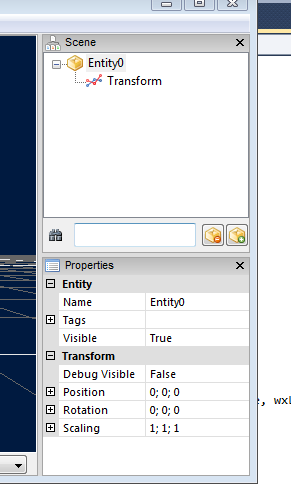 Scene
Entity0
Transform
Properties
Entity
Name Entity0
Tags
Visible True
Transform
Debug Visible False
Position 0; 0; 0
Rotation 0; 0; 0
Scaling 1; 1; 1